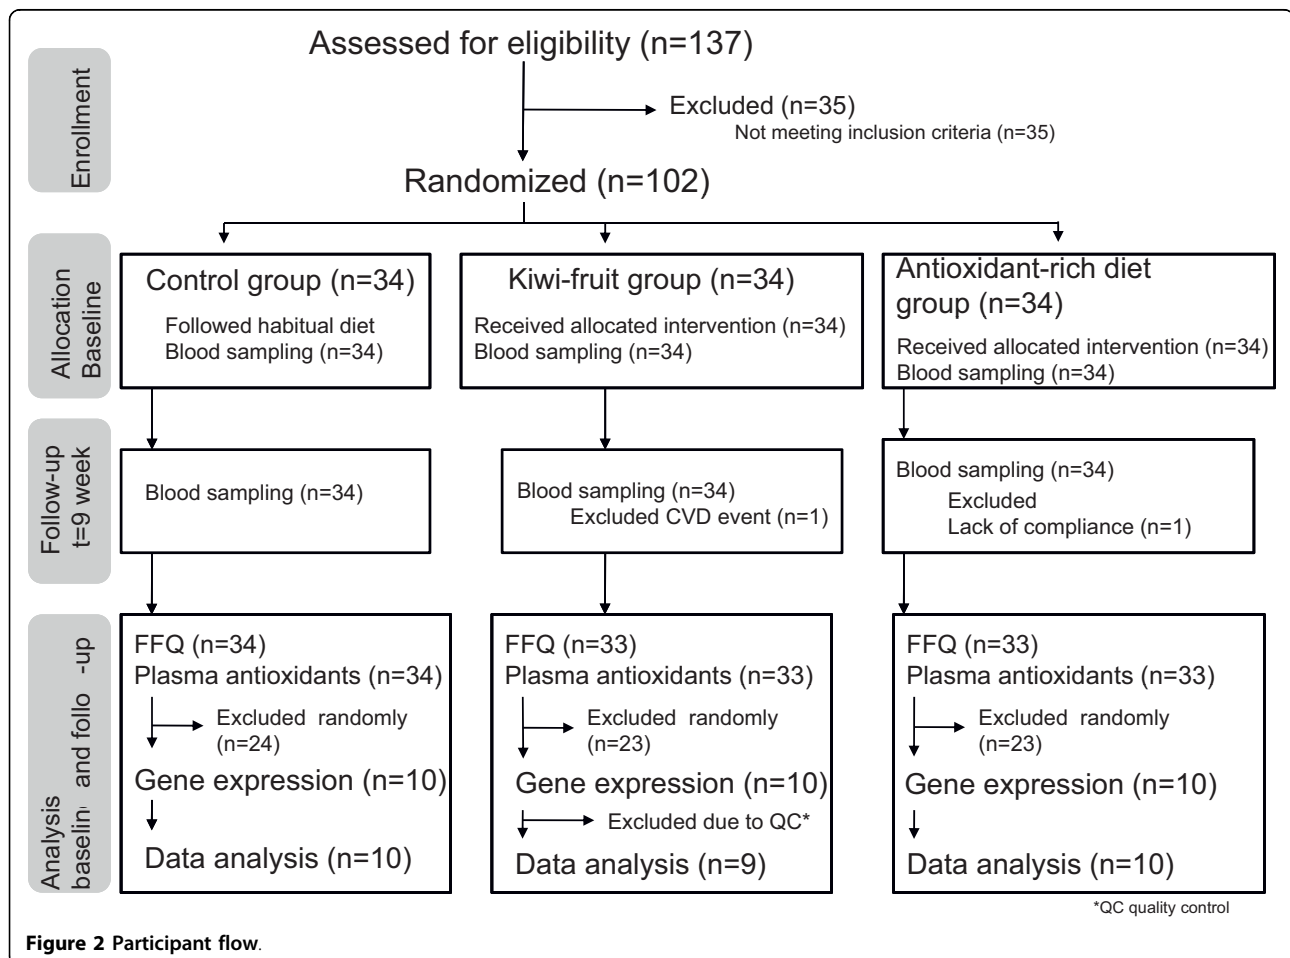 Assessed for eligibility (n=137)
Excluded (n=35)
Not meeting inclusion criteria (n=35)
Randomized (n=102)
Enrollment
Allocation
Baseline
Control group (n=34)
Followed habitual diet
Blood sampling (n=34)
Kiwi-fruit group (n=34)
Received allocated intervention (n=34)
Blood sampling (n=34)
Antioxidant-rich diet
group (n=34)
Received allocated intervention (n=34)
Blood sampling (n=34)
Follow-up
t=9 week
Blood sampling (n=34)
Blood sampling (n=34)
Excluded CVD event (n=1)
Blood sampling (n=34)
Excluded
Lack of compliance (n=1)
Analysis
and follo -up
FFQ (n=34)
Plasma antioxidants (n=34)
Excluded randomly
(n=24)
Gene expression (n=10)
Data analysis (n=10)
FFQ (n=33)
Plasma antioxidants (n=33)
Excluded randomly
(n=23)
Gene expression (n=10)
Excluded due to QC*
Data analysis (n=9)
FFQ (n=33)
Plasma antioxidants (n=33)
Excluded randomly
(n=23)
Gene expression (n=10)
Data analysis (n=10)
*QC quality control
Figure 2 Participant flow.